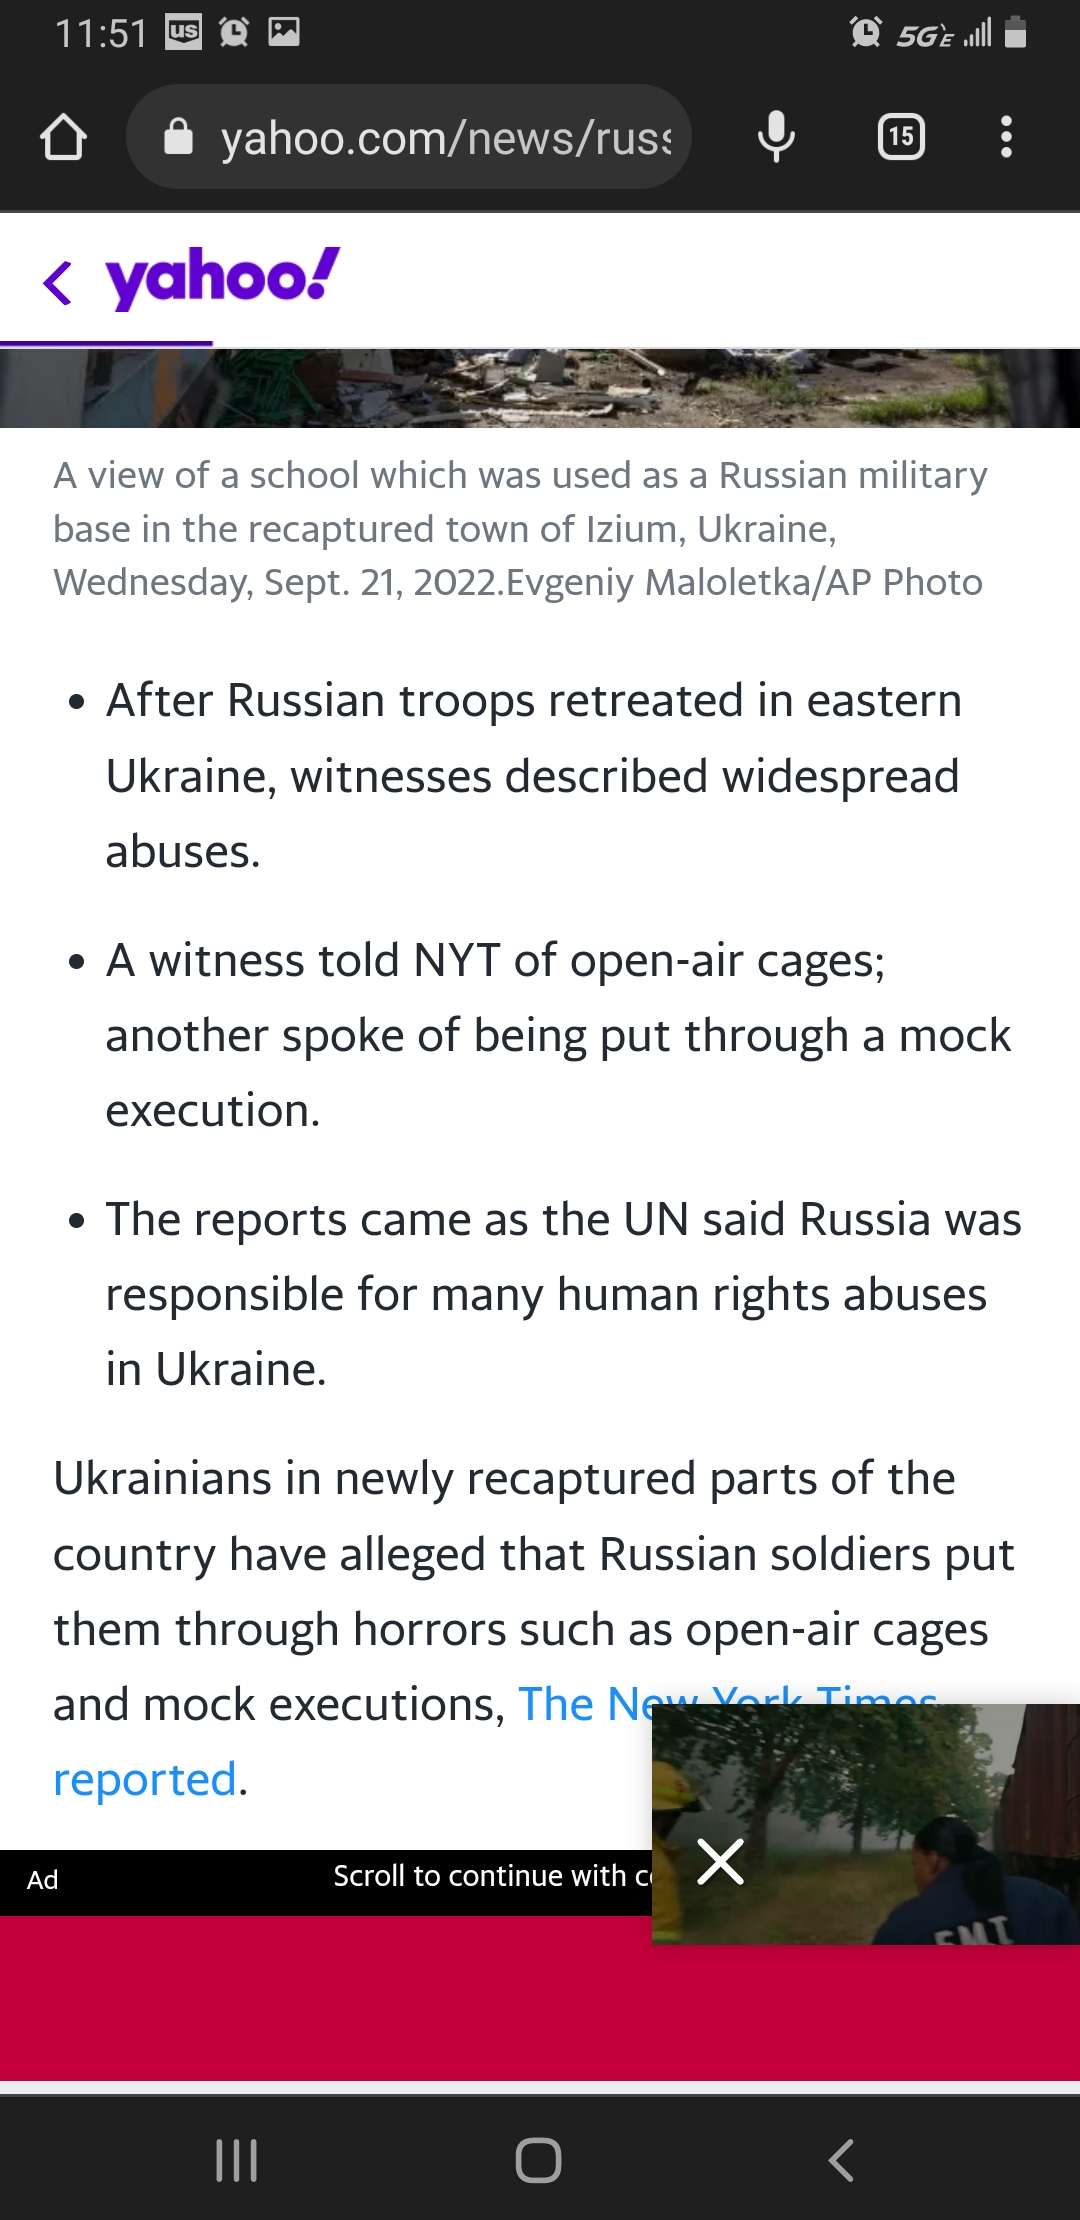 11:51 us 5GE
yahoo.com/news/russ 15
yahoo!
A view of a school which was used as a Russian military
base in the recaptured town of Izium, Ukraine,
Wednesday, Sept. 21, 2022.Evgeniy Maloletka/AP Photo
• After Russian troops retreated in eastern
Ukraine, witnesses described widespread
abuses.
• A witness told NYT of open-air cages;
another spoke of being put through a mock
execution.
• The reports came as the UN said Russia was
responsible for many human rights abuses
in Ukraine.
Ukrainians in newly recaptured parts of the
country have alleged that Russian soldiers put
them through horrors such as open-air cages
and mock executions, The New York Times
reported.
Ad Scroll to continue with
EMT